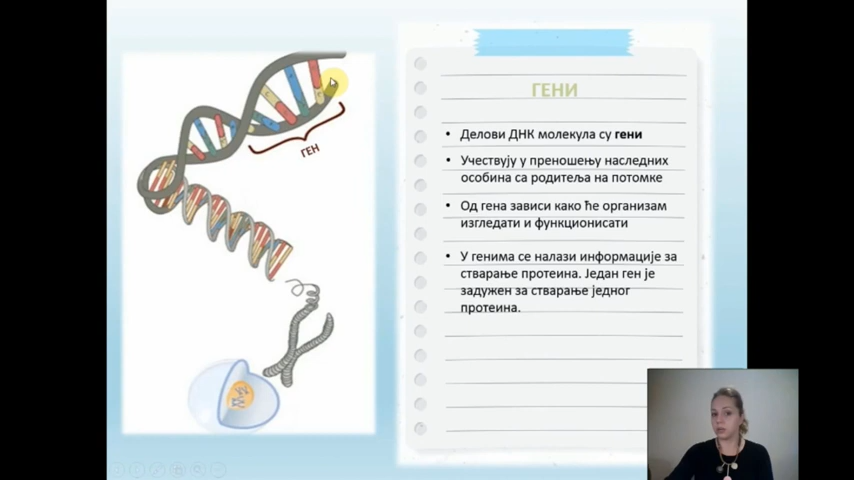 ГЕНИ
ГЕН
• Делови ДНК молекула су гени
• Учествују у преношењу наследних
особина са родитеља на потомке
• Од гена зависи како ће организам
изгледати и функционисати
• У генима се налази информације за
стварање протеина. Један ген је
задужен за стварање једног
протеина.